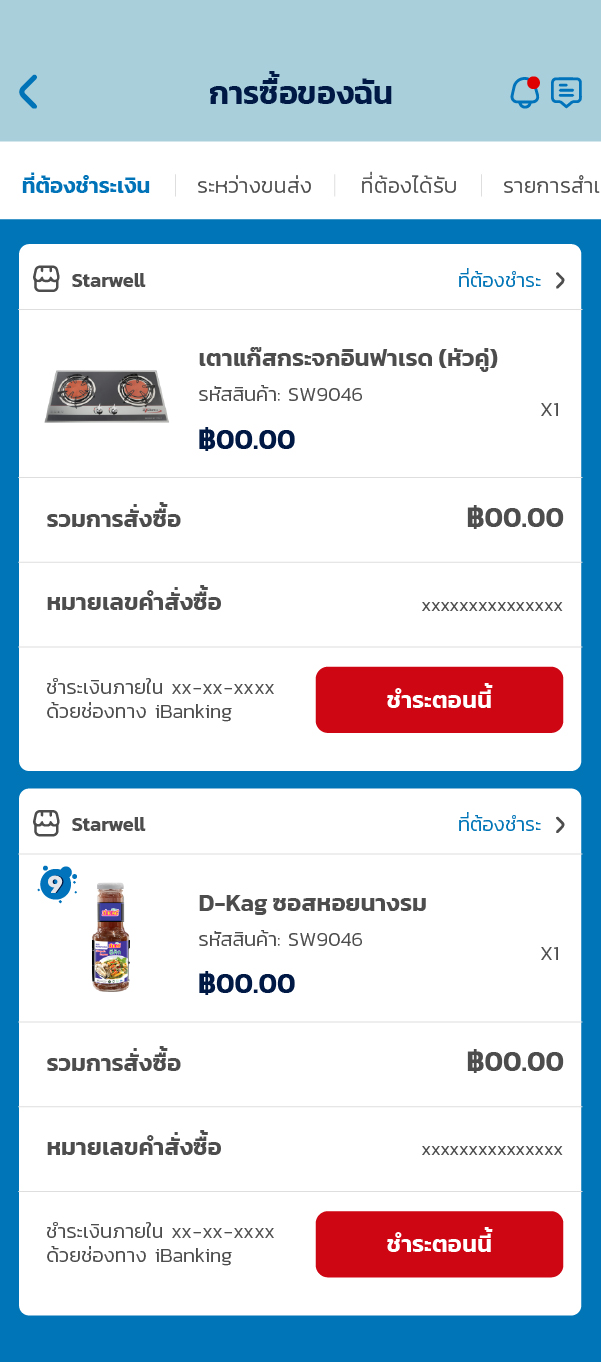 การซื้อของฉัน
ที่ต้องชำระเงิน
ระหว่างขนส่ง
ที่ต้องได้รับ
รายการสำเ
Starwell
ที่ต้องชำระ
เตาแก๊สกระจกอินฟาเรด (หัวคู่)
รหัสสินค้า: SW9046
X1
฿00.00
รวมการสั่งซื้อ
฿00.00
หมายเลขคำสั่งซื้อ
xxxxxxxxxxxxxxx
ชำระเงินภายใน xx-xx-xxxx
ด้วยช่องทาง iBanking
ชำระตอนนี้
Starwell
ที่ต้องชำระ
9
D-Kag ซอสหอยนางรม
รหัสสินค้า: SW9046
X1
฿00.00
รวมการสั่งซื้อ
฿00.00
หมายเลขคำสั่งซื้อ
xxxxxxxxxxxxxxx
ชำระเงินภายใน xx-xx-xxxx
ด้วยช่องทาง iBanking
ชำระตอนนี้